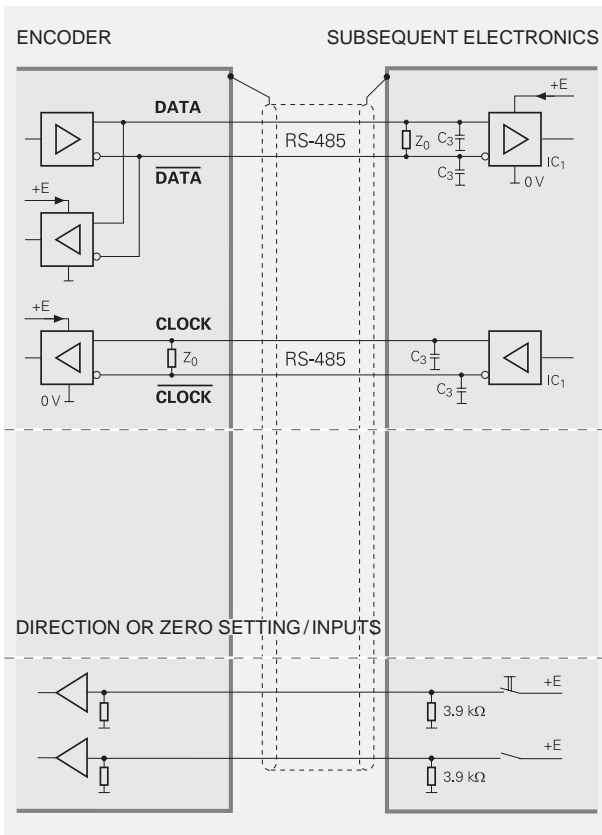 ENCODER SUBSEQUENT ELECTRONICS
+E
DATA
RS-485 Z₀ C₃
C₃ IC₁
DATA 0 V
+E
+E
CLOCK
Z₀ RS-485 C₃
C₃ IC₁
0 V CLOCK
DIRECTION OR ZERO SETTING / INPUTS
+E
3.9 kΩ
+E
3.9 kΩ